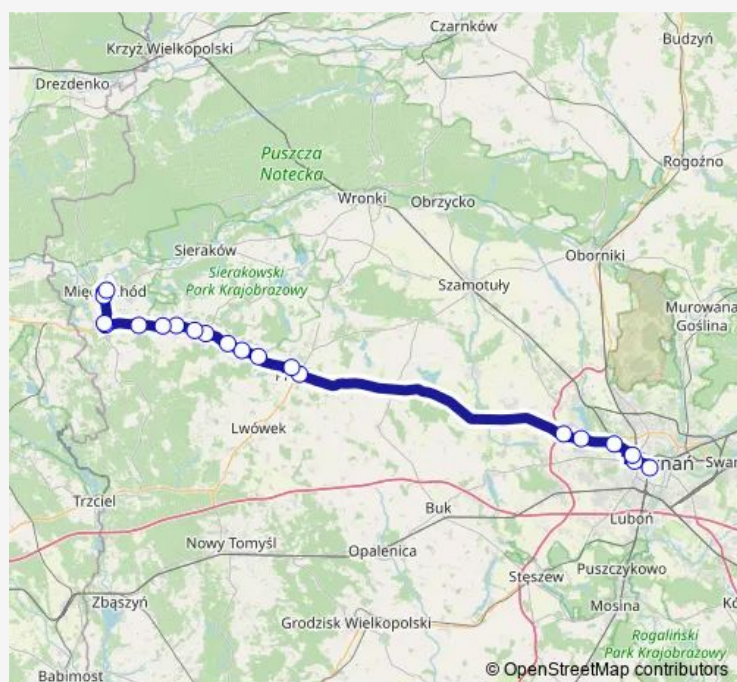 Czarnków
Budzyń
Krzyż Wielkopolski
Drezdenko
Puszcza
Notecka
Rogoźno
Wronki
Obrzycko
Sieraków
Oborniki
Sierakowski
Park Krajobrazowy
Szamotuły
Murowana
Goślina
Lwówek
Swar
Trzciel
Buk
Luboń
Nowy Tomyśl
Opalenica
Stęszew
Puszczykowo
Zbąszyń
Mosina
Grodzisk Wielkopolski
Kó
Rogaliński
Park Krajobrazowy
Babimost
© OpenStreetMap contributors